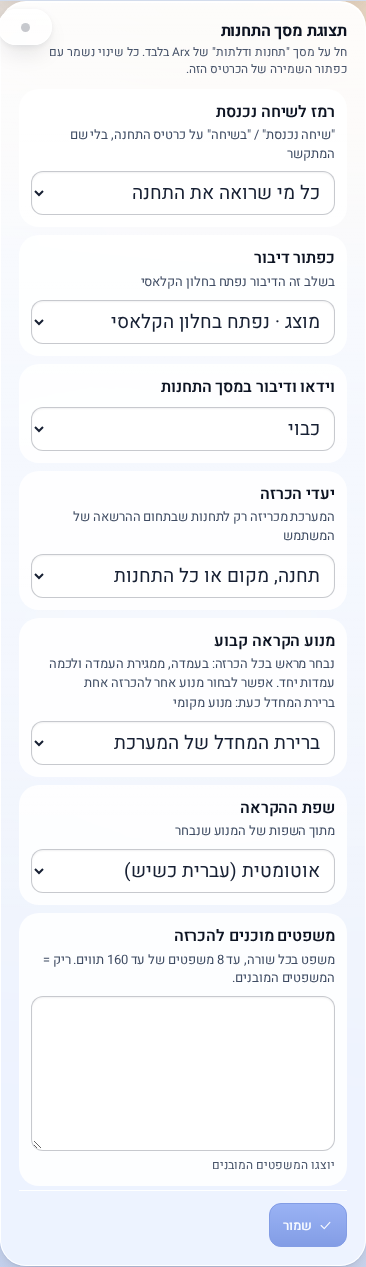 תצוגת מסך התחנות
חל על מסך "תחנות ודלתות" של Arx בלבד. כל שינוי נשמר עם
כפתור השמירה של הכרטיס הזה.
רמז לשיחה נכנסת
"שיחה נכנסת" / "בשיחה" על כרטיס התחנה, בלי שם
המתקשר
כל מי שרואה את התחנה
כפתור דיבור
בשלב זה הדיבור נפתח בחלון הקלאסי
מוצג · נפתח בחלון הקלאסי
וידאו ודיבור במסך התחנות
כבוי
יעדי הכרזה
המערכת מכריזה רק לתחנות שבתחום ההרשאה של
המשתמש
תחנה, מקום או כל התחנות
מנוע הקראה קבוע
נבחר מראש בכל הכרזה: בעמדה, ממגירת העמדה ולכמה
עמדות יחד. אפשר לבחור מנוע אחר להכרזה אחת
ברירת המחדל כעת: מנוע מקומי
ברירת המחדל של המערכת
שפת ההקראה
מתוך השפות של המנוע שנבחר
אוטומטית (עברית כשיש)
משפטים מוכנים להכרזה
משפט בכל שורה, עד 8 משפטים של עד 160 תווים. ריק =
המשפטים המובנים.
יוצגו המשפטים המובנים
שמור